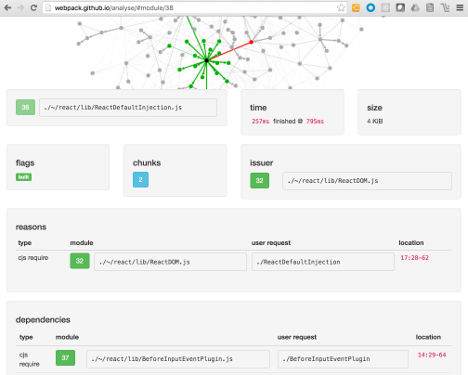 webpack.github.io/analyse/#module/38
38 ./~/react/lib/ReactDefaultInjection.js
time
257ms finished @ 795ms
size
4 KiB
flags
built
chunks
2
issuer
32 ./~/react/lib/ReactDOM.js
reasons
type module user request location
cjs require 32 ./~/react/lib/ReactDOM.js ./ReactDefaultInjection 17:28-62
dependencies
type module user request location
cjs require 37 ./~/react/lib/BeforeInputEventPlugin.js ./BeforeInputEventPlugin 14:29-64